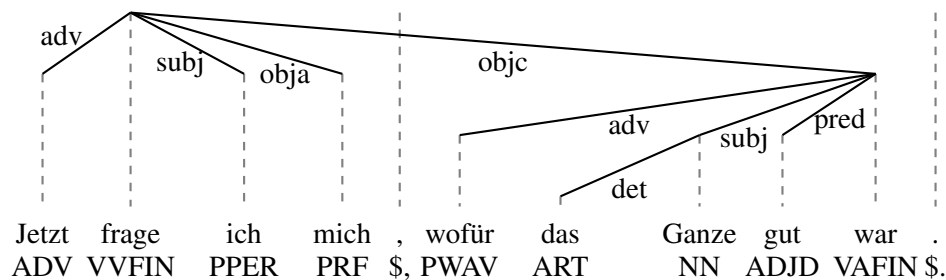 adv subj obja objc
adv subj pred
det
Jetzt frage ich mich , wofür das Ganze gut war .
ADV VVFIN PPER PRF $, PWAV ART NN ADJD VAFIN $.